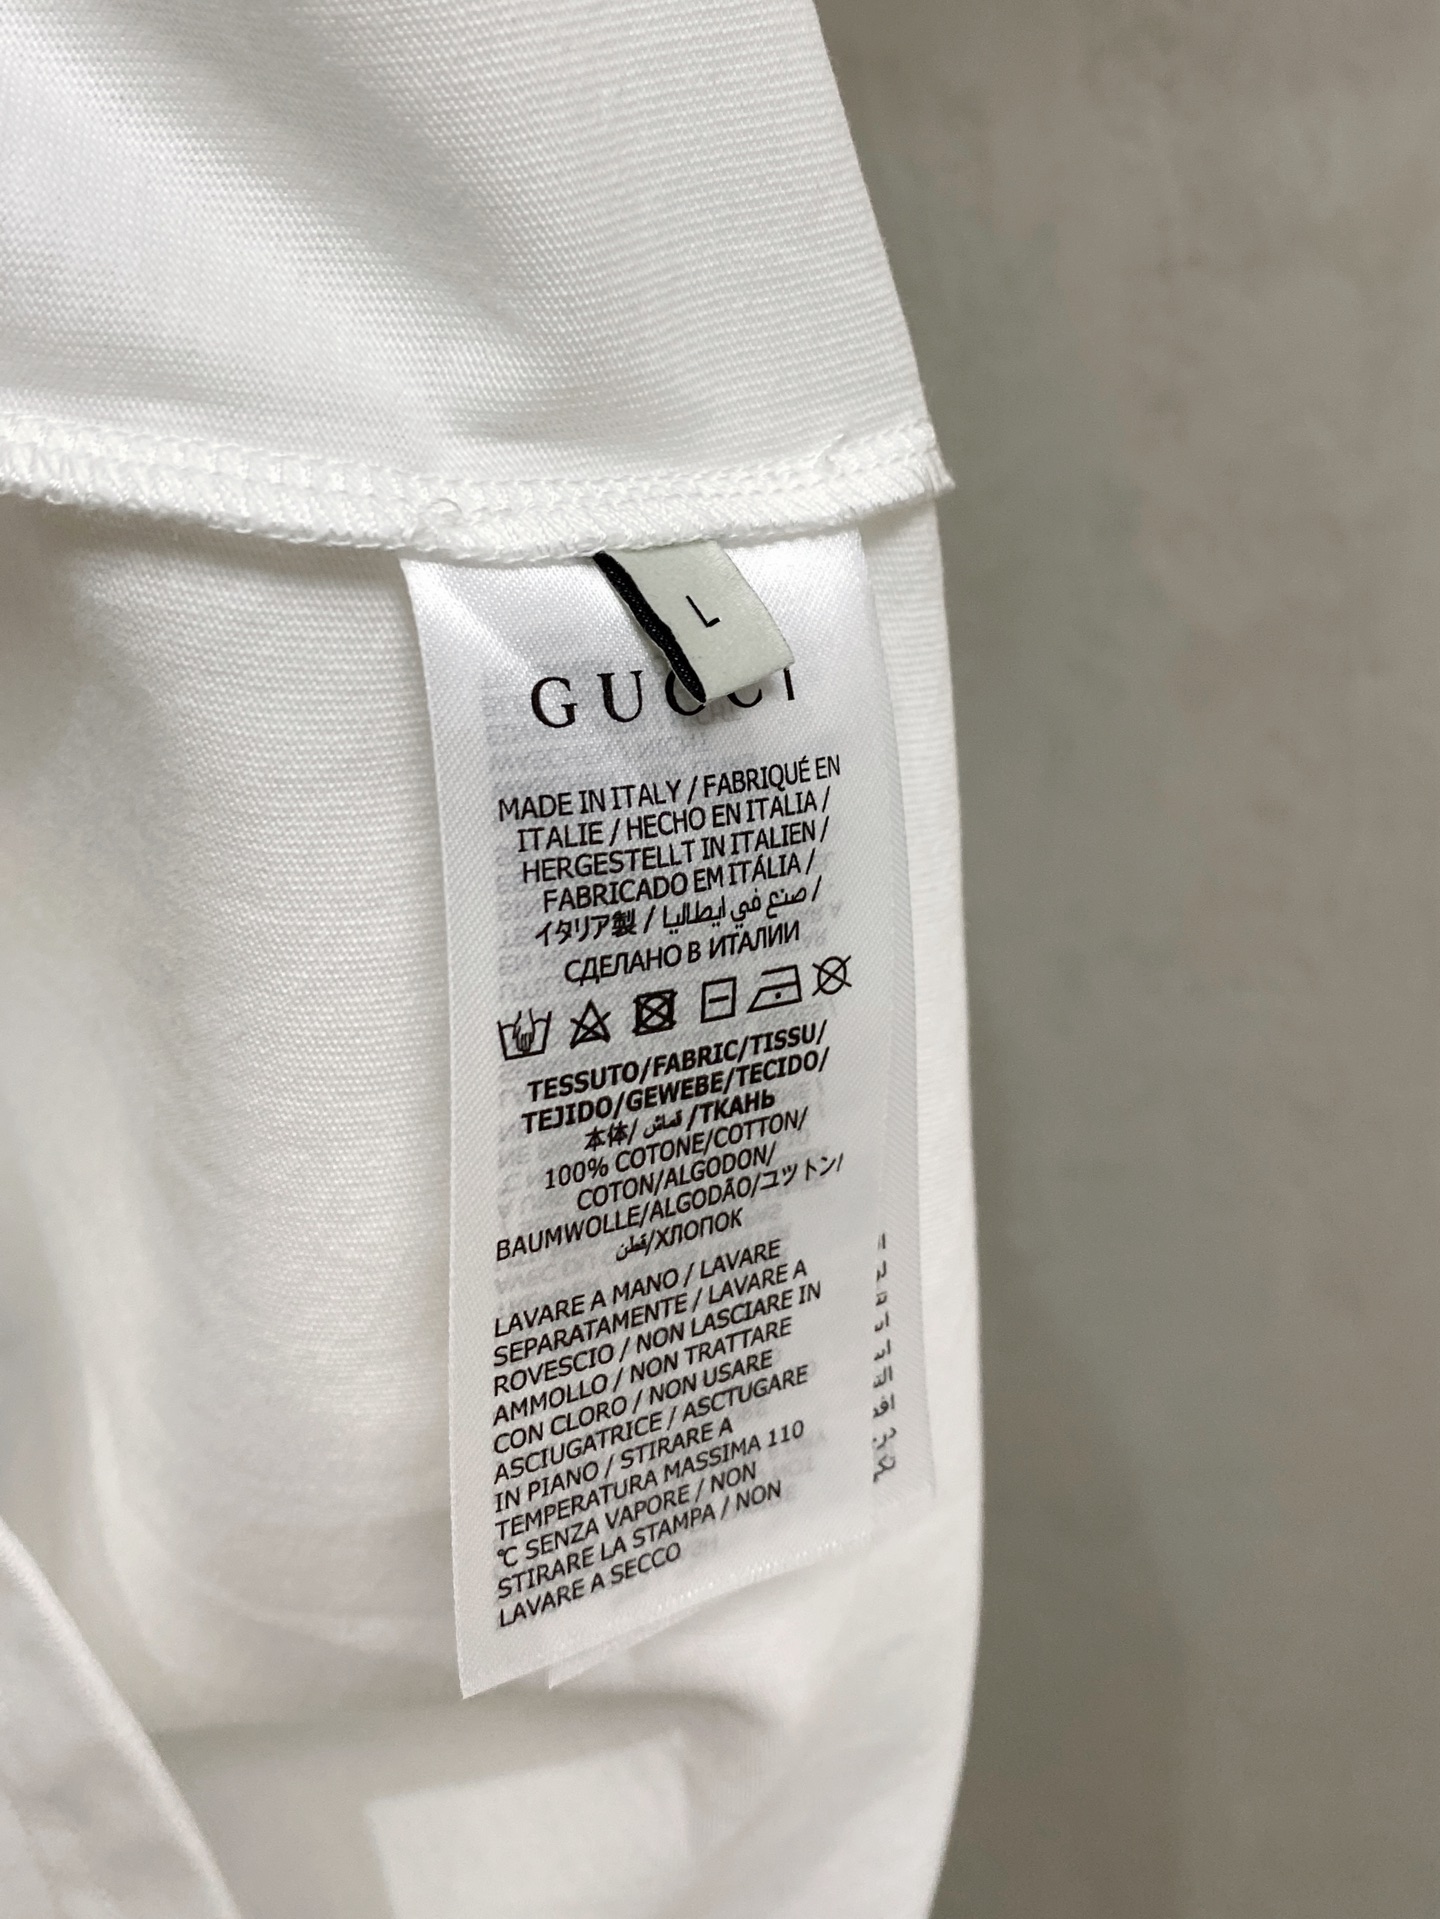 L
GUCCI
MADE IN ITALY / FABRIQUÉ EN
ITALIE / HECHO EN ITALIA /
HERGESTELLT IN ITALIEN /
FABRICADO EM ITÁLIA /
イタリア製 / صنع في ايطاليا /
СДЕЛАНО В ИТАЛИИ
TESSUTO/FABRIC/TISSU/
TEJIDO/GEWEBE/TECIDO/
本体/ قماش /ТКАНЬ
100% COTONE/COTTON/
COTON/ALGODON/
BAUMWOLLE/ALGODÃO/ユットン/
قطن/ХЛОПОК
LAVARE A MANO / LAVARE
SEPARATAMENTE / LAVARE A
ROVESCIO / NON LASCIARE IN
AMMOLLO / NON TRATTARE
CON CLORO / NON USARE
ASCIUGATRICE / ASCTUGARE
IN PIANO / STIRARE A
TEMPERATURA MASSIMA 110
℃ SENZA VAPORE / NON
STIRARE LA STAMPA / NON
LAVARE A SECCO